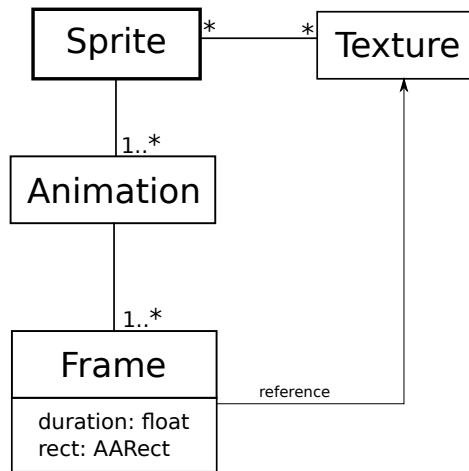 Sprite
* *
Texture
1..*
Animation
1..*
Frame
reference
duration: float
rect: AARect